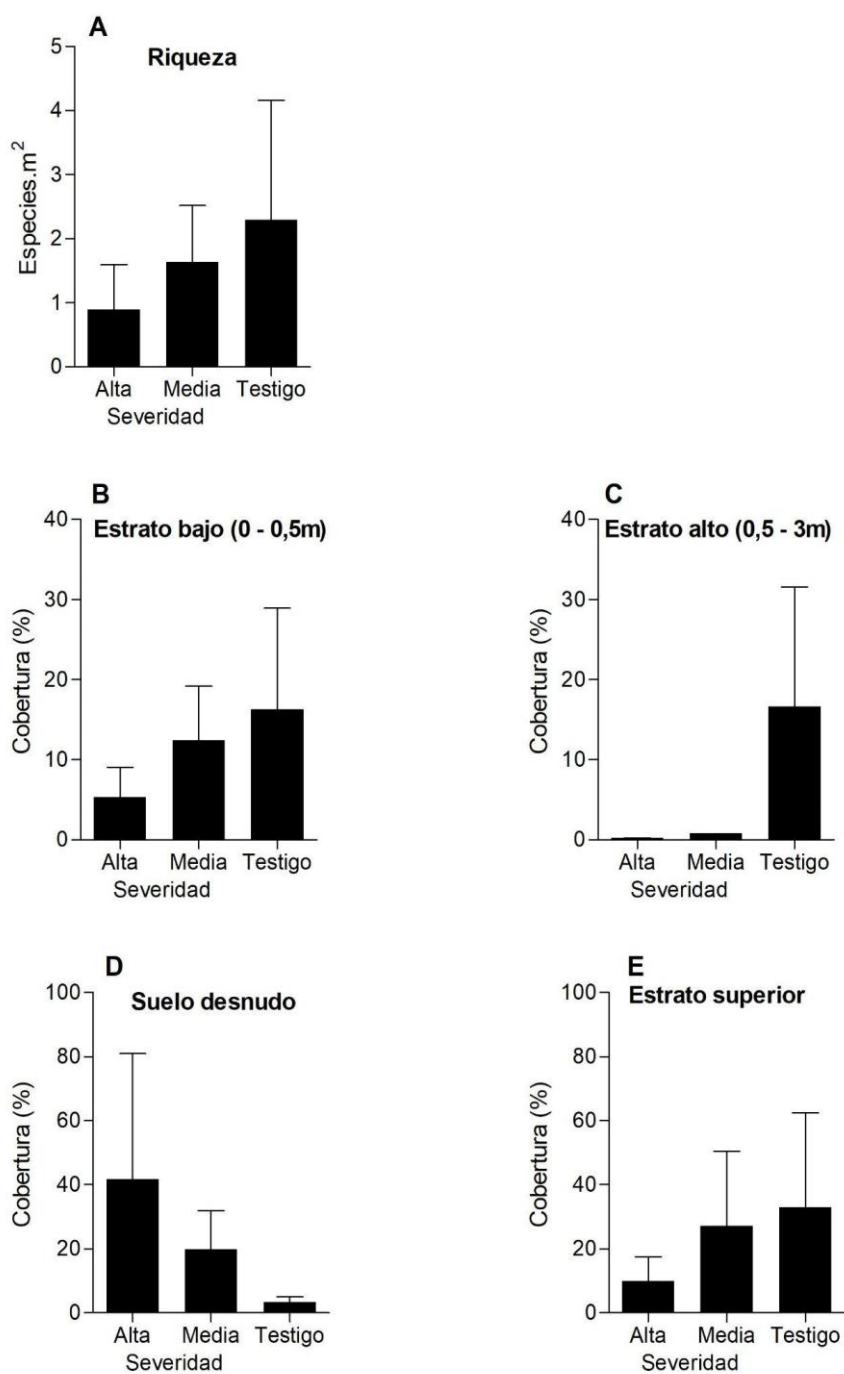 A
Riqueza
Especies.m²
5
4
3
2
1
0
Alta Media Testigo
Severidad
B
Estrato bajo (0 - 0,5m)
Cobertura (%)
40
30
20
10
0
Alta Media Testigo
Severidad
C
Estrato alto (0,5 - 3m)
Cobertura (%)
40
30
20
10
0
Alta Media Testigo
Severidad
D
Suelo desnudo
Cobertura (%)
100
80
60
40
20
0
Alta Media Testigo
Severidad
E
Estrato superior
Cobertura (%)
100
80
60
40
20
0
Alta Media Testigo
Severidad